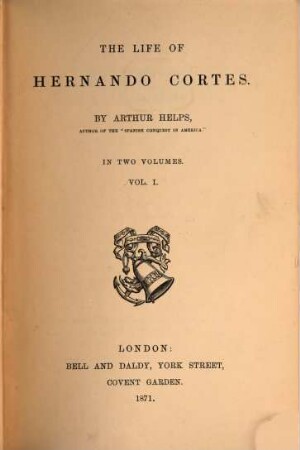 THE LIFE OF
HERNANDO CORTES.
BY ARTHUR HELPS,
AUTHOR OF THE "SPANISH CONQUEST IN AMERICA"
IN TWO VOLUMES.
VOL. I.
LONDON:
BELL AND DALDY, YORK STREET,
COVENT GARDEN.
1871.